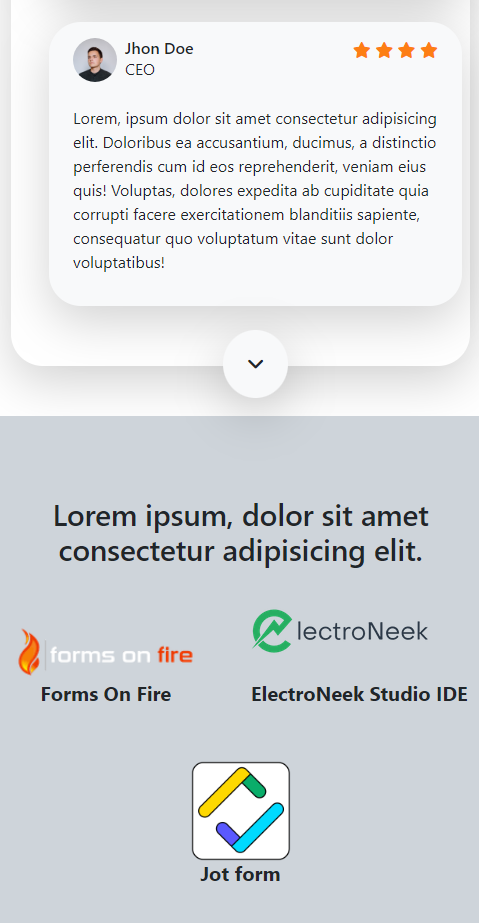 Jhon Doe
CEO
Lorem, ipsum dolor sit amet consectetur adipisicing
elit. Doloribus ea accusantium, ducimus, a distinctio
perferendis cum id eos reprehenderit, veniam eius
quis! Voluptas, dolores expedita ab cupiditate quia
corrupti facere exercitationem blanditiis sapiente,
consequatur quo voluptatum vitae sunt dolor
voluptatibus!
Lorem ipsum, dolor sit amet
consectetur adipisicing elit.
forms on fire
Forms On Fire
lectroNeek
ElectroNeek Studio IDE
Jot form